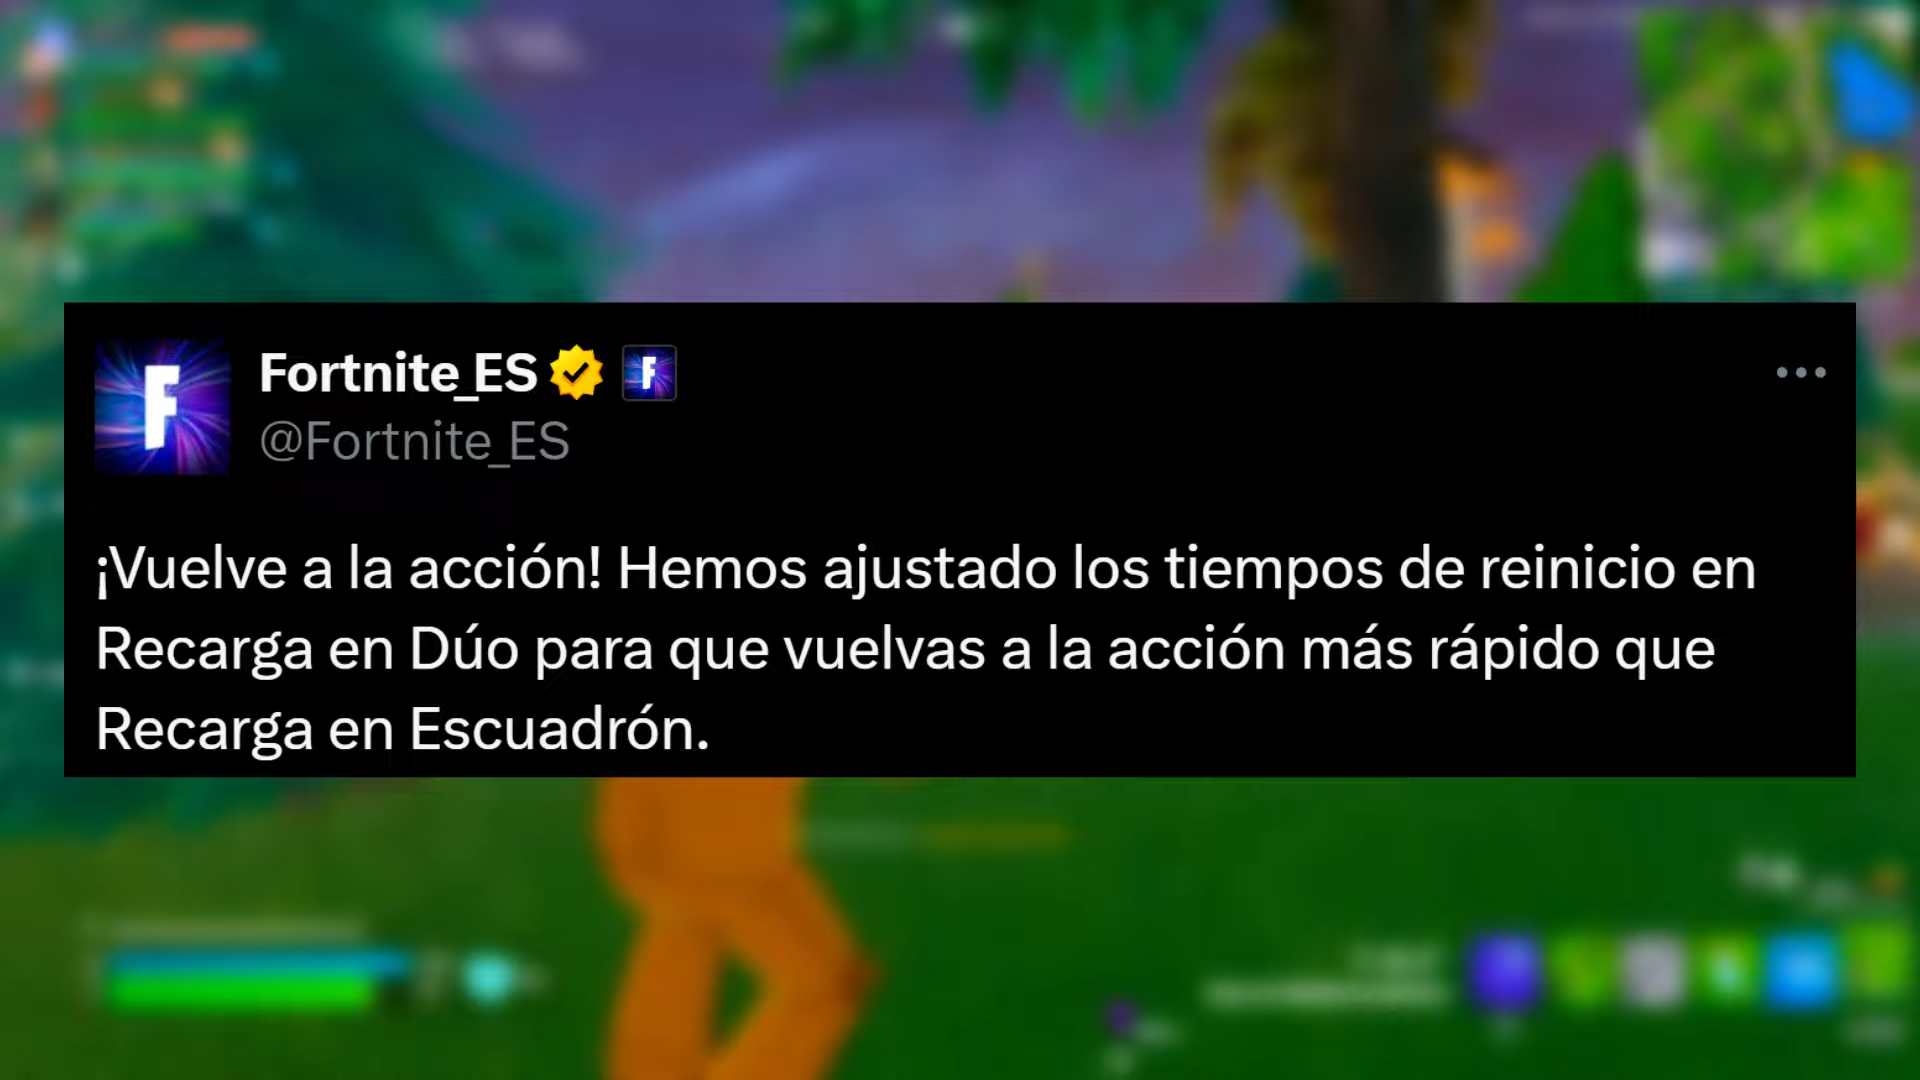 Fortnite_ES
@Fortnite_ES
¡Vuelve a la acción! Hemos ajustado los tiempos de reinicio en
Recarga en Dúo para que vuelvas a la acción más rápido que
Recarga en Escuadrón.